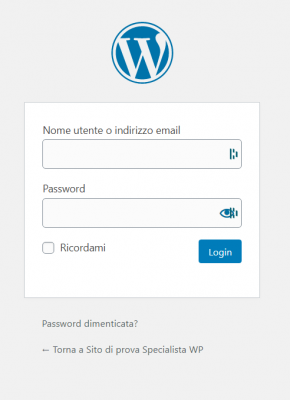 Nome utente o indirizzo email
Password
Ricordami
Login
Password dimenticata?
← Torna a Sito di prova Specialista WP